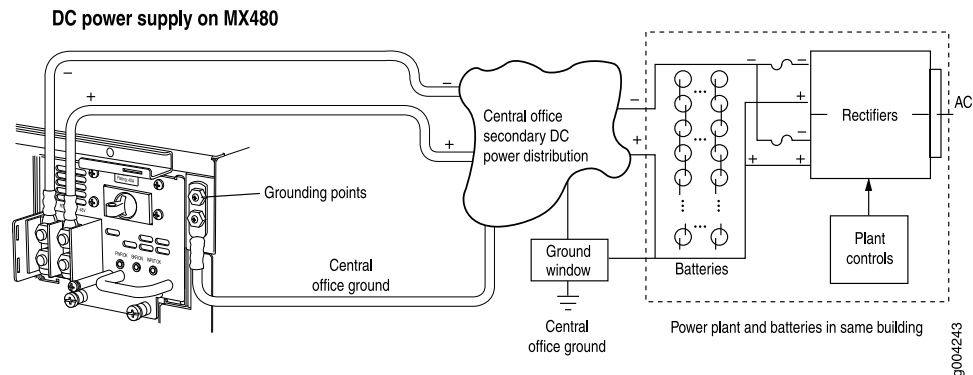 DC power supply on MX480
–
+
–
+
Central office
secondary DC
power distribution
–
+
...
...
...
– –
+
–
+ +
Rectifiers
AC
Grounding points
Central
office ground
Ground
window
Central
office ground
Batteries
Plant
controls
Power plant and batteries in same building
g004243